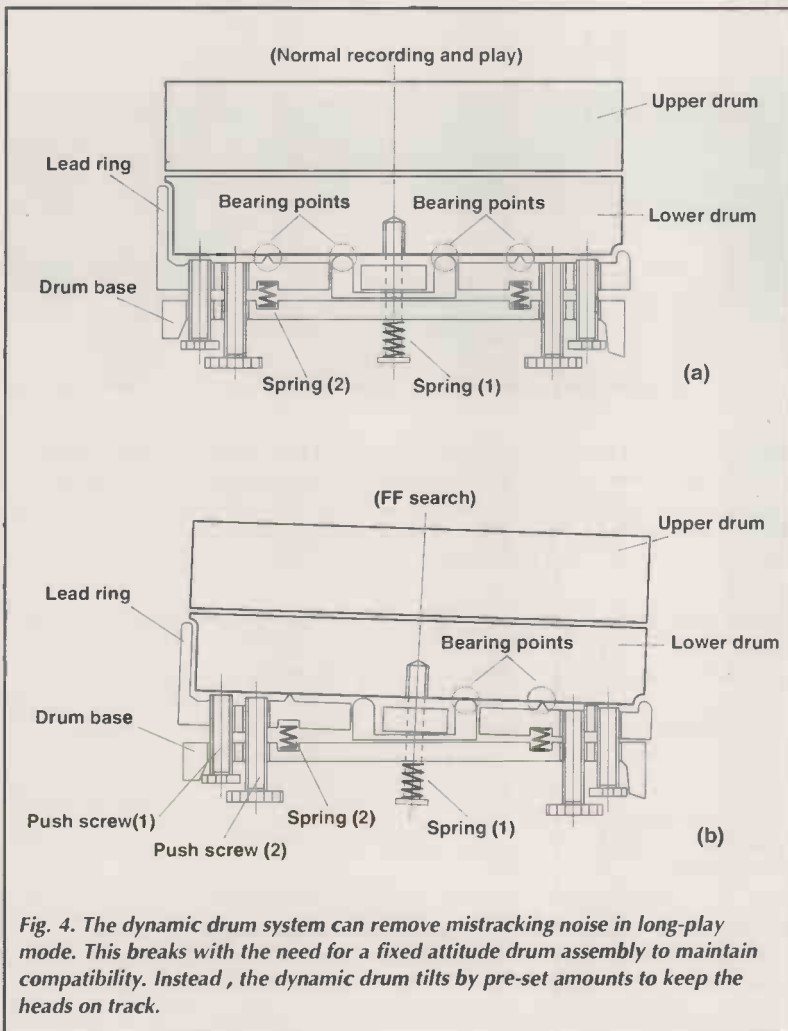 (Normal recording and play)
Upper drum
Lead ring
Bearing points
Bearing points
Lower drum
Drum base
Spring (2)
Spring (1)
(a)
(FF search)
Upper drum
Lead ring
Bearing points
Lower drum
Drum base
Push screw(1)
Spring (2)
Spring (1)
Push screw (2)
(b)
Fig. 4. The dynamic drum system can remove mistracking noise in long-play
mode. This breaks with the need for a fixed attitude drum assembly to maintain
compatibility. Instead , the dynamic drum tilts by pre-set amounts to keep the
heads on track.